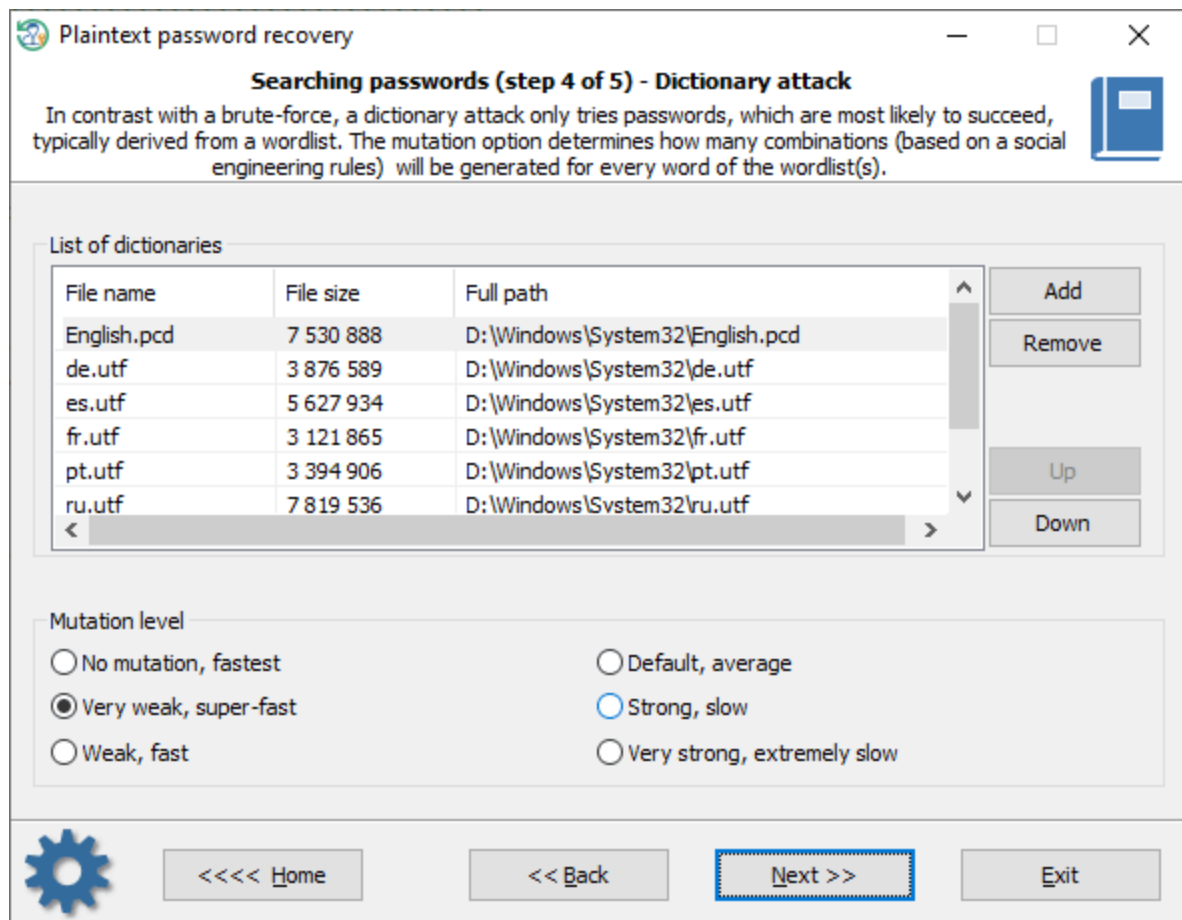 Plaintext password recovery
Searching passwords (step 4 of 5) - Dictionary attack
In contrast with a brute-force, a dictionary attack only tries passwords, which are most likely to succeed,
typically derived from a wordlist. The mutation option determines how many combinations (based on a social
engineering rules)  will be generated for every word of the wordlist(s).
List of dictionaries
File name File size Full path
English.pcd 7 530 888 D:\Windows\System32\English.pcd
de.utf 3 876 589 D:\Windows\System32\de.utf
es.utf 5 627 934 D:\Windows\System32\es.utf
fr.utf 3 121 865 D:\Windows\System32\fr.utf
pt.utf 3 394 906 D:\Windows\System32\pt.utf
ru.utf 7 819 536 D:\Windows\System32\ru.utf
Add
Remove
Up
Down
Mutation level
No mutation, fastest
Very weak, super-fast
Weak, fast
Default, average
Strong, slow
Very strong, extremely slow
<<<< Home
<< Back
Next >>
Exit